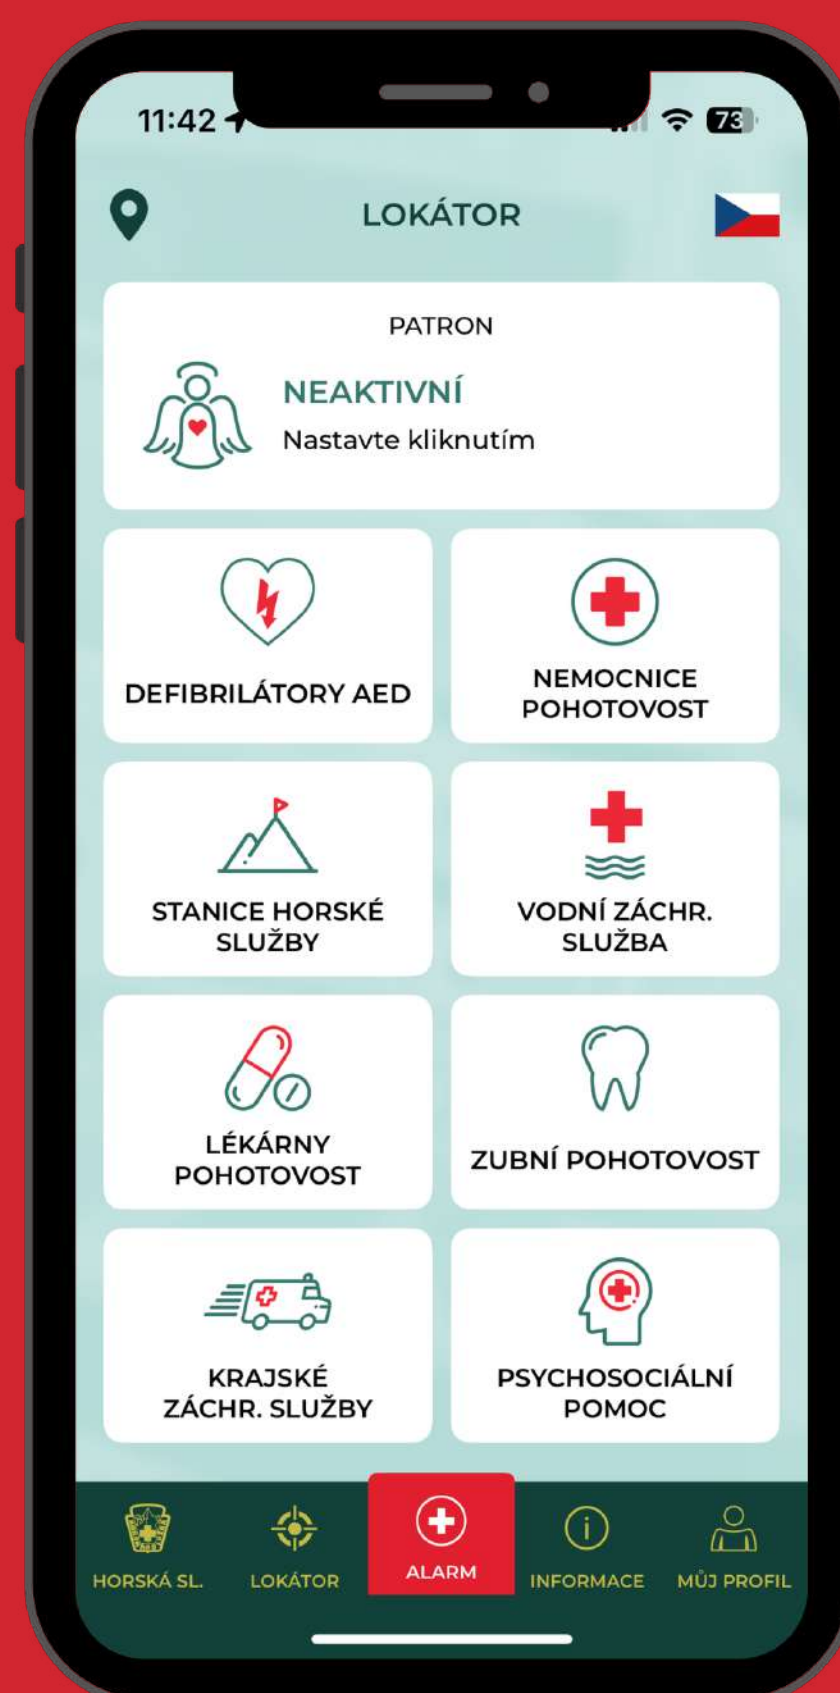 11:42
73
LOKÁTOR
PATRON
NEAKTIVNÍ
Nastavte kliknutím
DEFIBRILÁTORY AED
NEMOCNICE
POHOTOVOST
STANICE HORSKÉ
SLUŽBY
VODNÍ ZÁCHR.
SLUŽBA
LÉKÁRNY
POHOTOVOST
ZUBNÍ POHOTOVOST
KRAJSKÉ
ZÁCHR. SLUŽBY
PSYCHOSOCIÁLNÍ
POMOC
HORSKÁ SL.
LOKÁTOR
ALARM
INFORMACE
MŮJ PROFIL